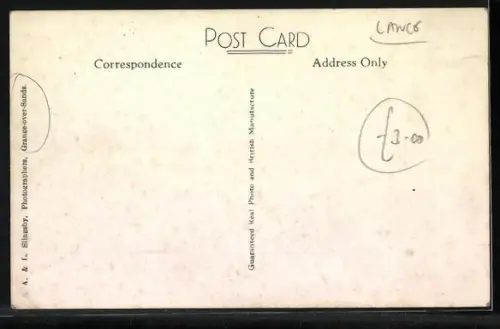 LANCS
POST CARD
Correspondence
Address Only
£3-00
Guaranteed Real Photo and British Manufacture
A. & L. Slingsby, Photographers, Grange-over-Sands.